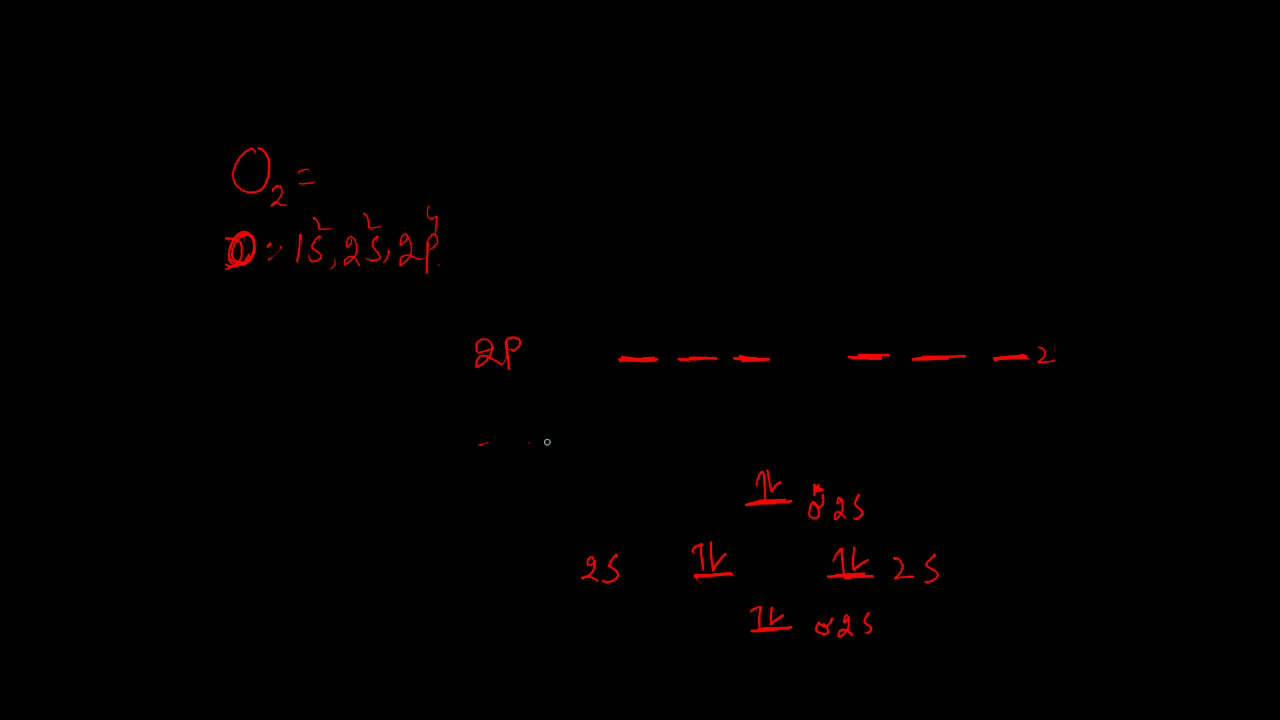 O₂ =
O : 1s², 2s², 2p⁴
2P 2
σ*2s
2s 2s
σ2s